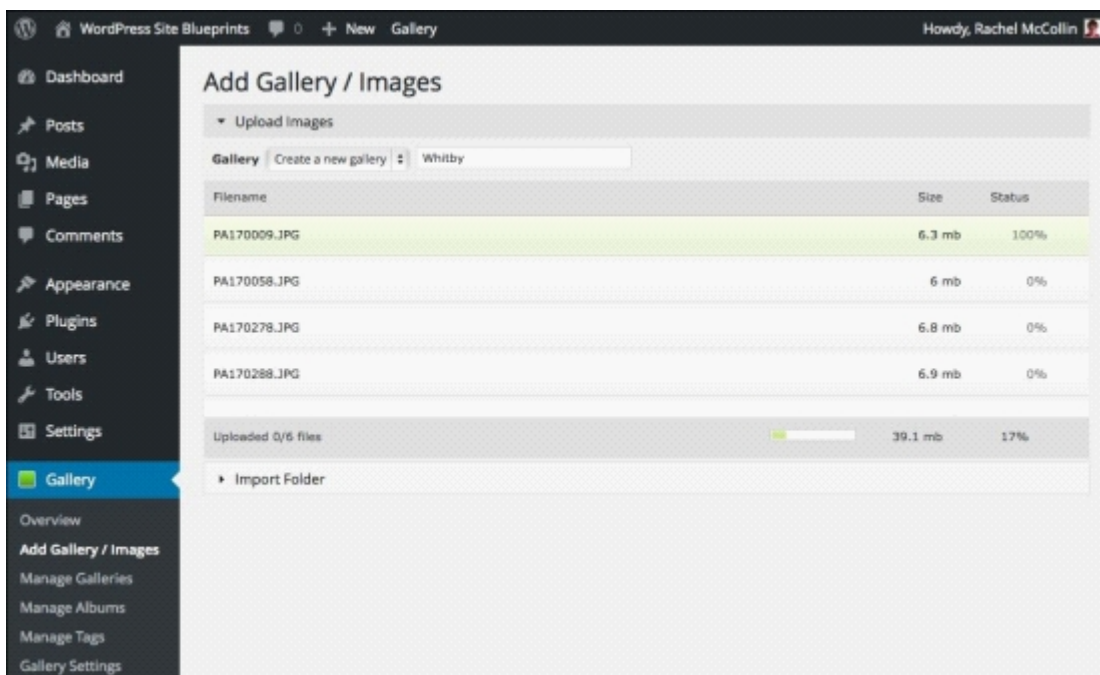 WordPress Site Blueprints 0 + New Gallery Howdy, Rachel McCollin
Dashboard
Posts
Media
Pages
Comments
Appearance
Plugins
Users
Tools
Settings
Gallery
Overview
Add Gallery / Images
Manage Galleries
Manage Albums
Manage Tags
Gallery Settings
Add Gallery / Images
Upload Images
Gallery Create a new gallery Whitby
Filename Size Status
PA170009.JPG 6.3 mb 100%
PA170058.JPG 6 mb 0%
PA170278.JPG 6.8 mb 0%
PA170288.JPG 6.9 mb 0%
Uploaded 0/6 files 39.1 mb 17%
Import Folder